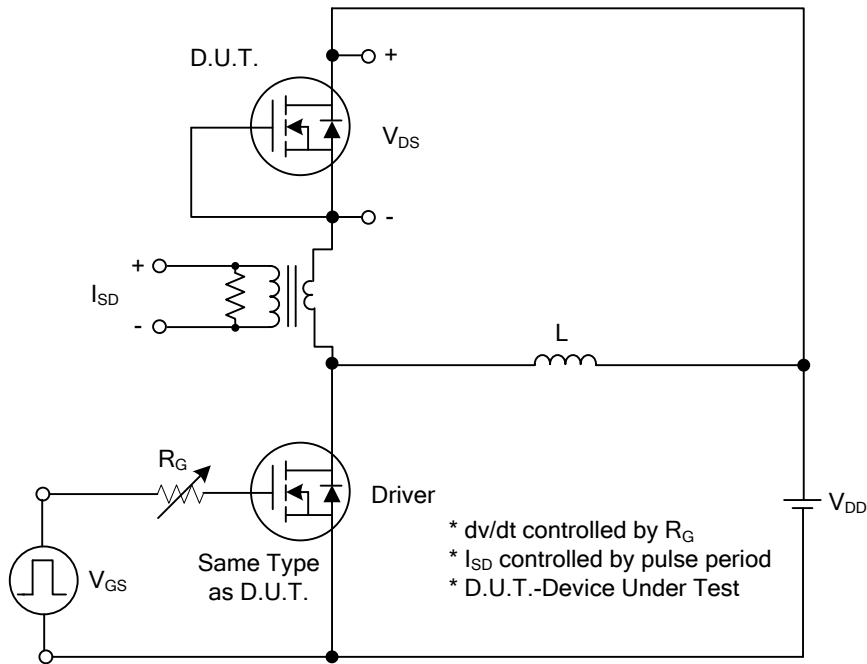 D.U.T.
+
V_DS
-
+
I_SD
-
L
R_G
Driver
V_DD
V_GS
Same Type
as D.U.T.
* dv/dt controlled by R_G
* I_SD controlled by pulse period
* D.U.T.-Device Under Test